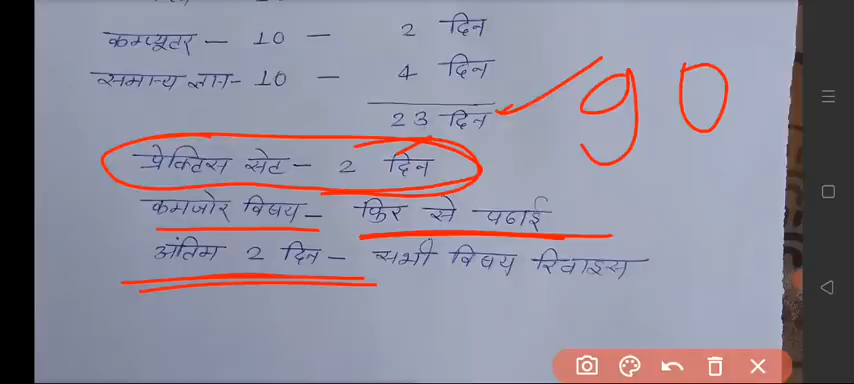 कम्प्यूटर - 10 - 2 दिन
समान्य ज्ञान - 10 - 4 दिन
23 दिन
90
प्रेक्टिस सेट - 2 दिन
कमजोर विषय - फिर से पढाई
अंतिम 2 दिन - सभी विषय रिवाइस